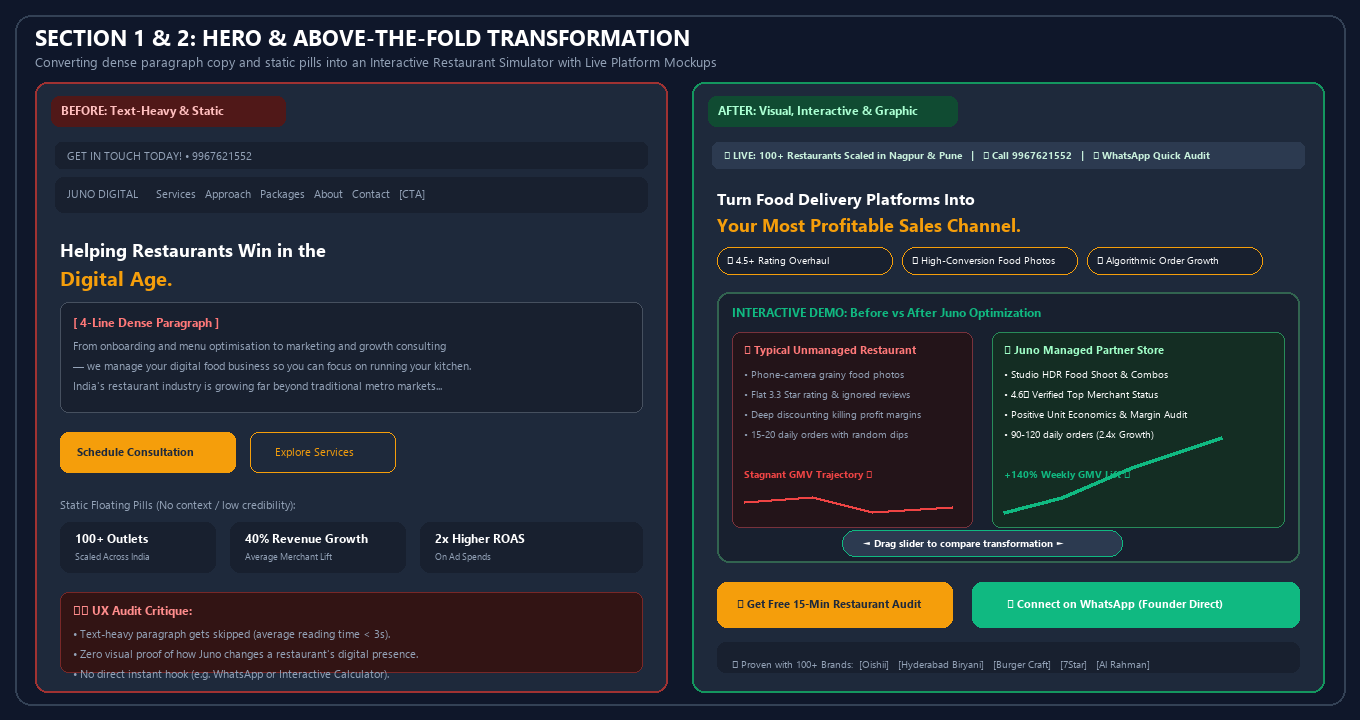 SECTION 1 & 2: HERO & ABOVE-THE-FOLD TRANSFORMATION
Converting dense paragraph copy and static pills into an Interactive Restaurant Simulator with Live Platform Mockups
BEFORE: Text-Heavy & Static
GET IN TOUCH TODAY! • 9967621552
JUNO DIGITAL Services Approach Packages About Contact [CTA]
Helping Restaurants Win in the
Digital Age.
[ 4-Line Dense Paragraph ]
From onboarding and menu optimisation to marketing and growth consulting
— we manage your digital food business so you can focus on running your kitchen.
India's restaurant industry is growing far beyond traditional metro markets...
Schedule Consultation
Explore Services
Static Floating Pills (No context / low credibility):
100+ Outlets
Scaled Across India
40% Revenue Growth
Average Merchant Lift
2x Higher ROAS
On Ad Spends
UX Audit Critique:
• Text-heavy paragraph gets skipped (average reading time < 3s).
• Zero visual proof of how Juno changes a restaurant's digital presence.
• No direct instant hook (e.g. WhatsApp or Interactive Calculator).
AFTER: Visual, Interactive & Graphic
LIVE: 100+ Restaurants Scaled in Nagpur & Pune | Call 9967621552 | WhatsApp Quick Audit
Turn Food Delivery Platforms Into
Your Most Profitable Sales Channel.
4.5+ Rating Overhaul
High-Conversion Food Photos
Algorithmic Order Growth
INTERACTIVE DEMO: Before vs After Juno Optimization
Typical Unmanaged Restaurant
• Phone-camera grainy food photos
• Flat 3.3 Star rating & ignored reviews
• Deep discounting killing profit margins
• 15-20 daily orders with random dips
Stagnant GMV Trajectory
Juno Managed Partner Store
• Studio HDR Food Shoot & Combos
• 4.6 Verified Top Merchant Status
• Positive Unit Economics & Margin Audit
• 90-120 daily orders (2.4x Growth)
+140% Weekly GMV Lift
Drag slider to compare transformation
Get Free 15-Min Restaurant Audit
Connect on WhatsApp (Founder Direct)
Proven with 100+ Brands: [Oishii] [Hyderabad Biryani] [Burger Craft] [7Star] [Al Rahman]